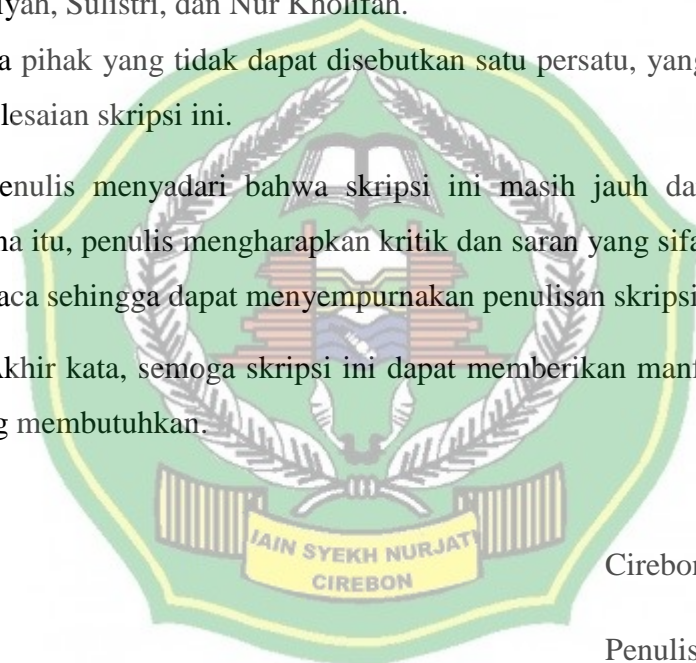 iyah, Sulistri, dan Nur Kholifah.
a pihak yang tidak dapat disebutkan satu persatu, yang
lesaian skripsi ini.
enulis menyadari bahwa skripsi ini masih jauh da
na itu, penulis mengharapkan kritik dan saran yang sifa
aca sehingga dapat menyempurnakan penulisan skripsi
Akhir kata, semoga skripsi ini dapat memberikan manf
g membutuhkan.
IAIN SYEKH NURJATI
CIREBON
Cirebon
Penulis